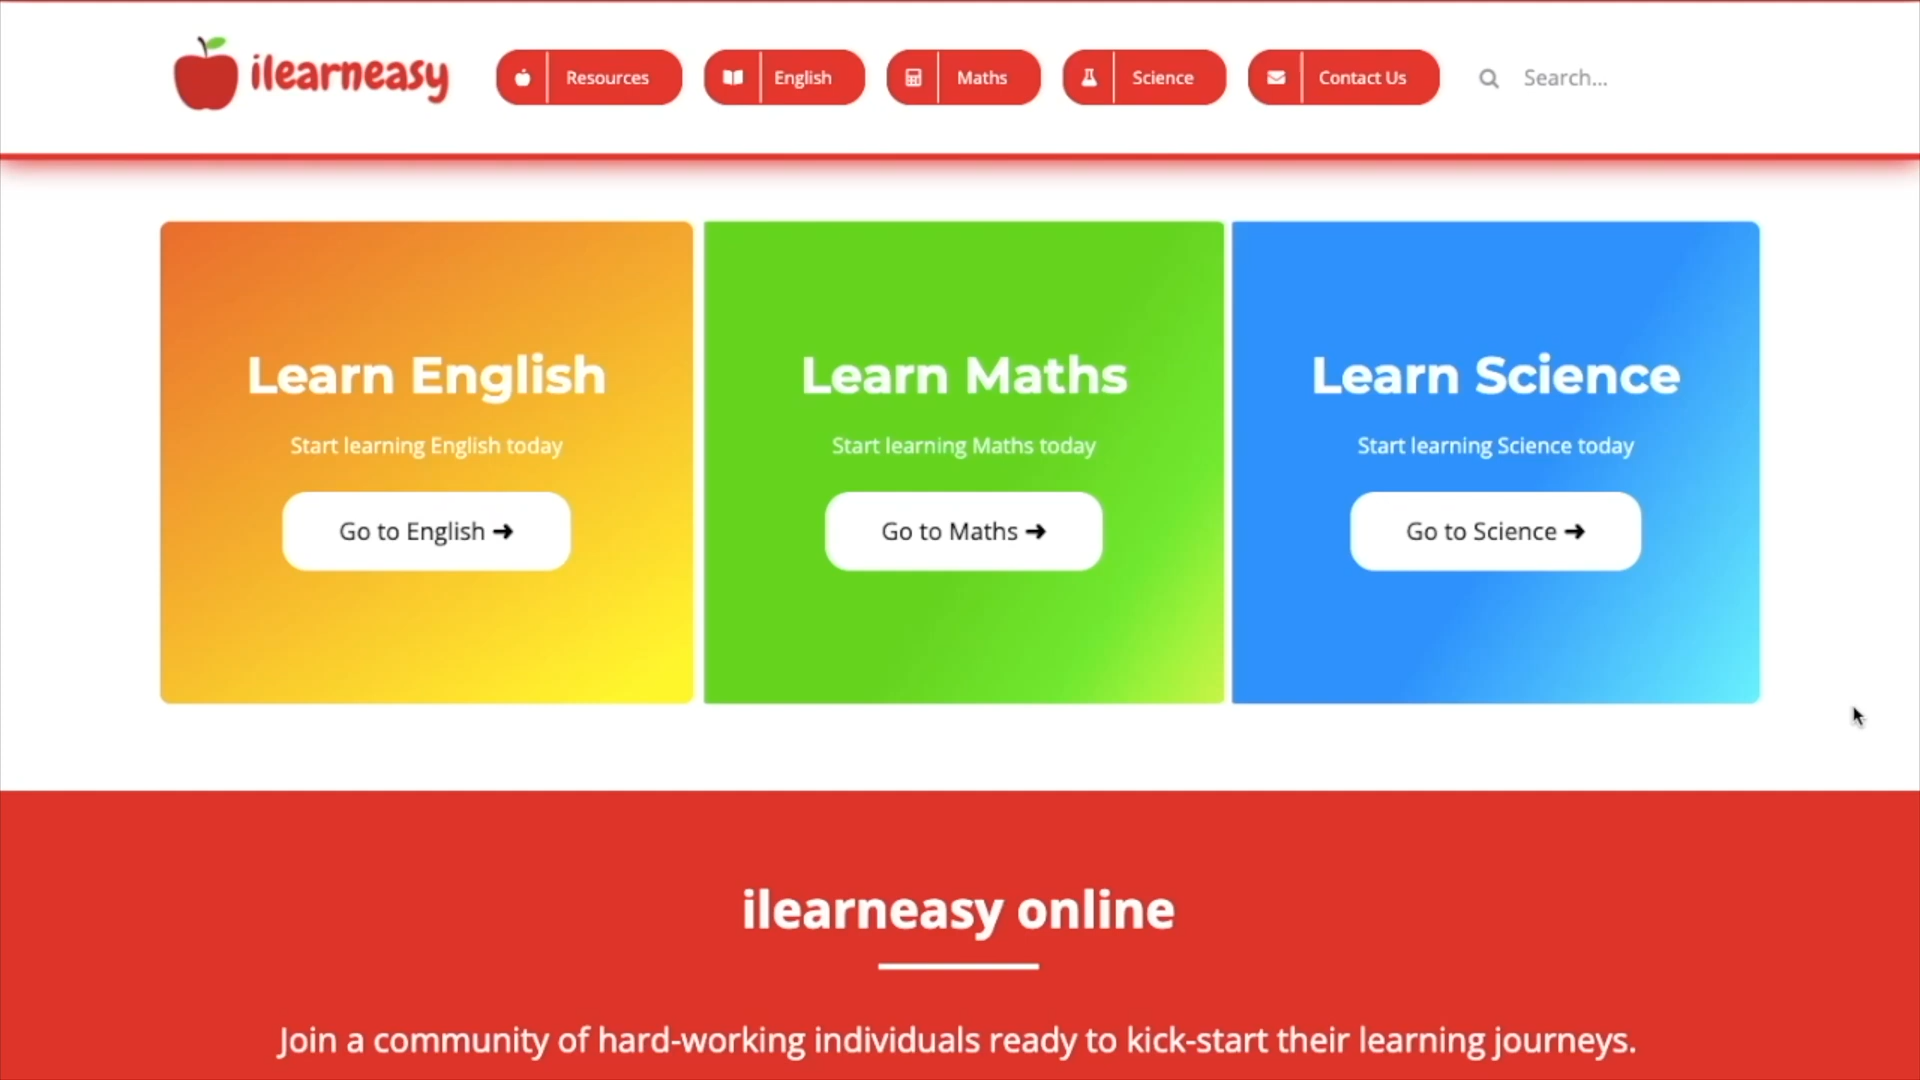 ilearneasy
Resources
English
Maths
Science
Contact Us
Search...
Learn English
Start learning English today
Go to English ➜
Learn Maths
Start learning Maths today
Go to Maths ➜
Learn Science
Start learning Science today
Go to Science ➜
ilearneasy online
Join a community of hard-working individuals ready to kick-start their learning journeys.